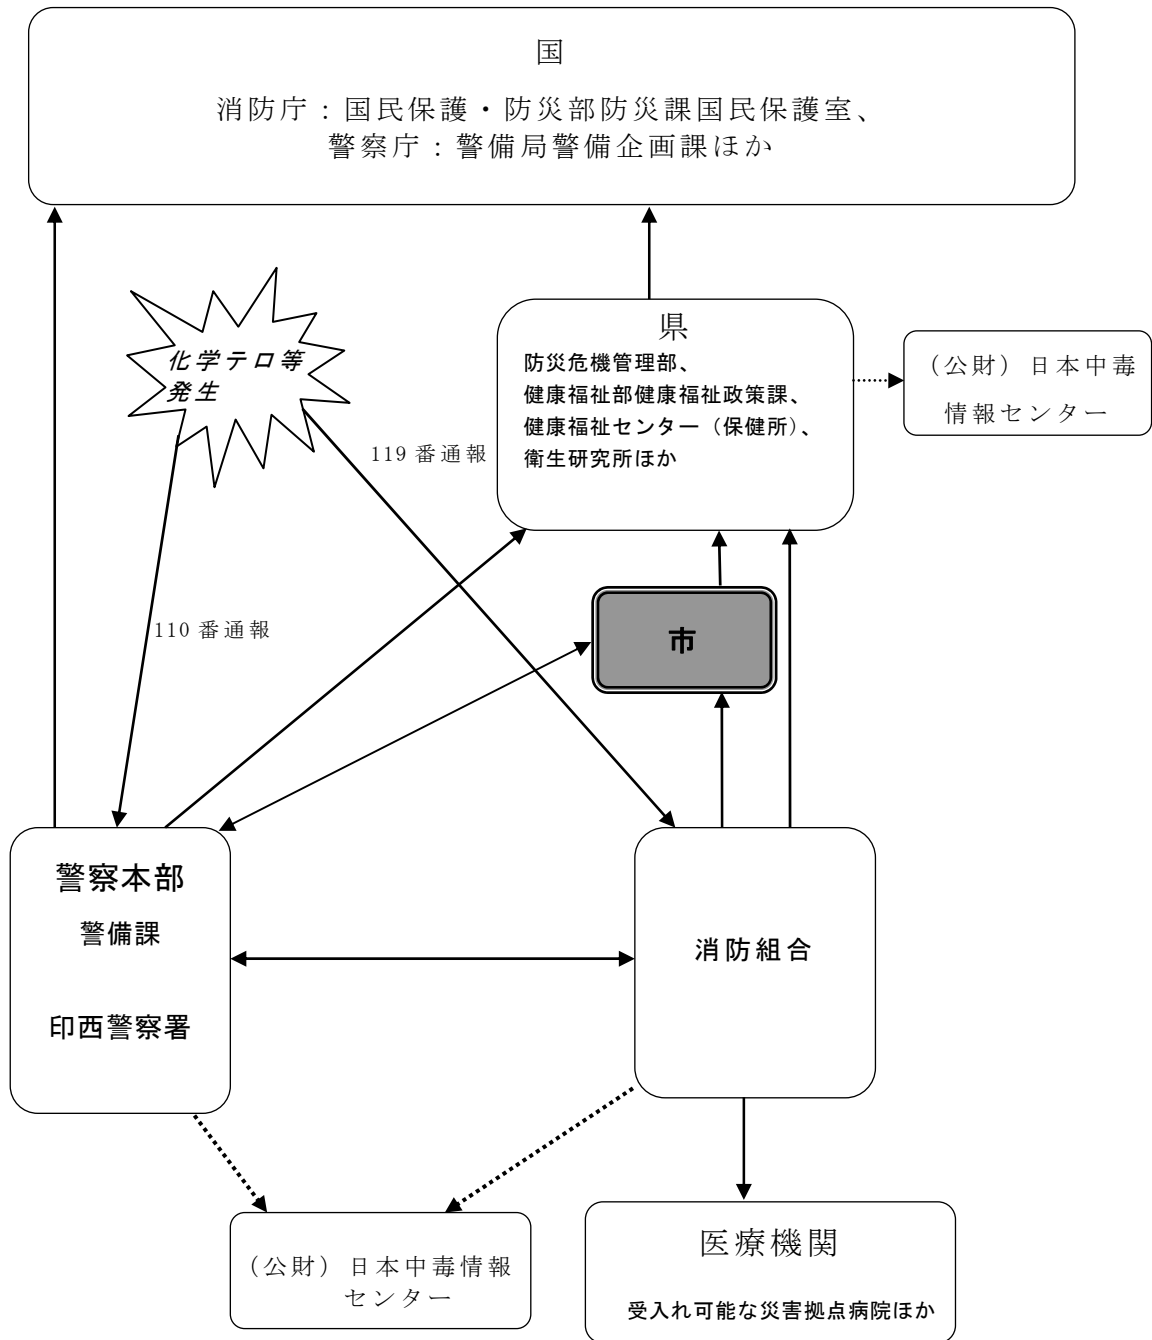 国
消防庁：国民保護・防災部防災課国民保護室、
警察庁：警備局警備企画課ほか
化学テロ等
発生
県
防災危機管理部、
健康福祉部健康福祉政策課、
健康福祉センター（保健所）、
衛生研究所ほか
（公財）日本中毒
情報センター
119番通報
110番通報
市
警察本部
警備課
印西警察署
消防組合
（公財）日本中毒情報
センター
医療機関
受入れ可能な災害拠点病院ほか